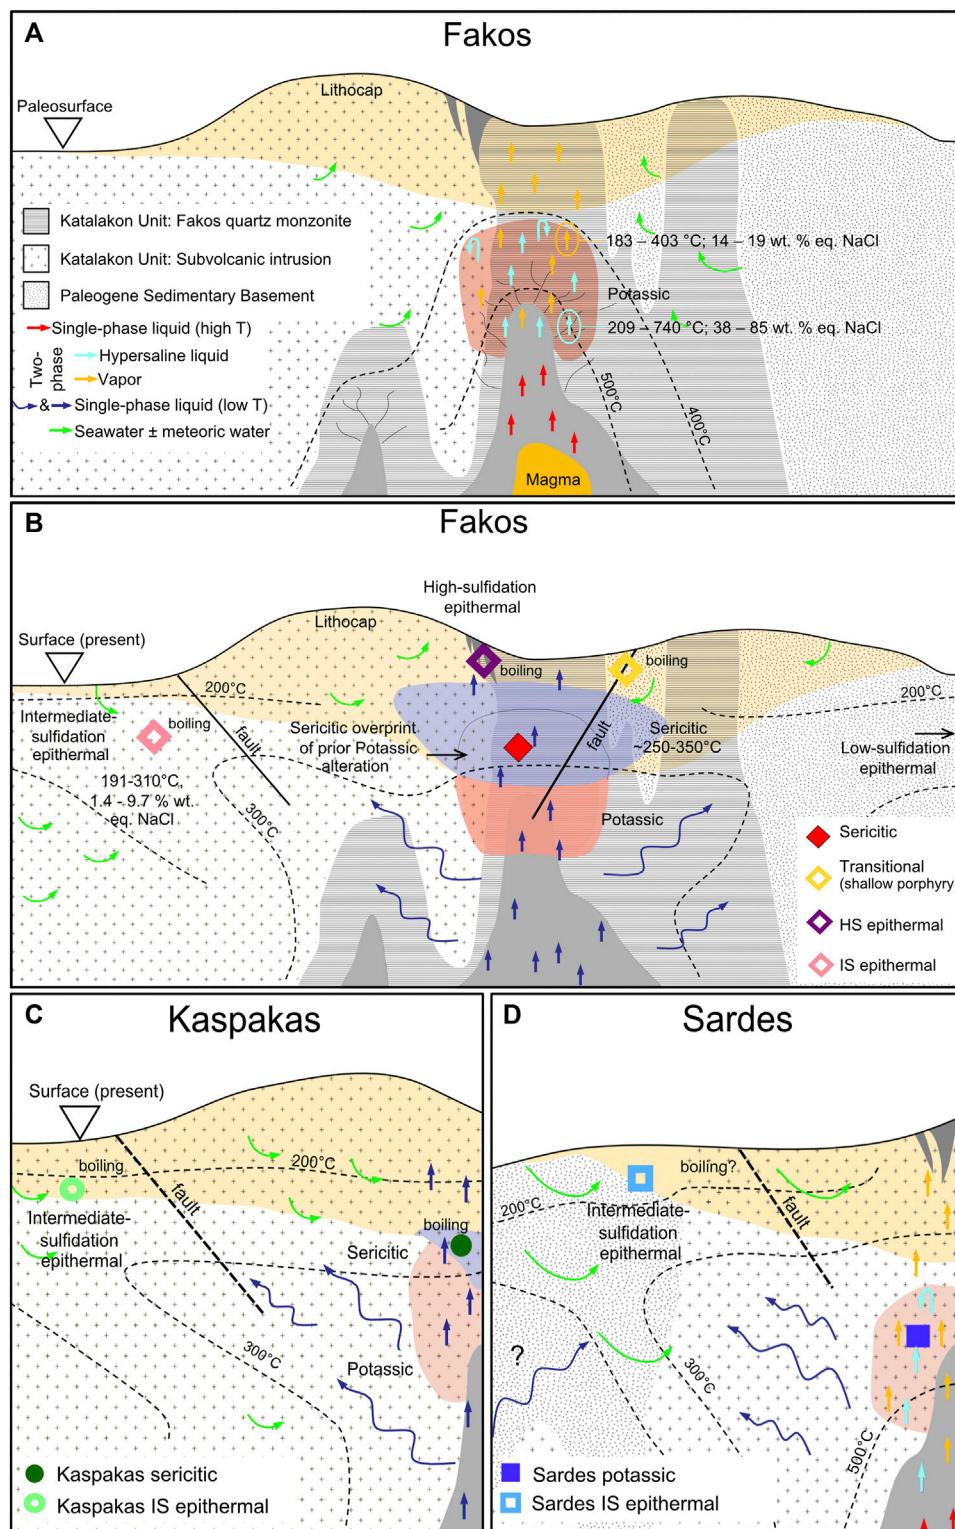 A
Fakos
Lithocap
Paleosurface
Katalakon Unit: Fakos quartz monzonite
Katalakon Unit: Subvolcanic intrusion
Paleogene Sedimentary Basement
Single-phase liquid (high T)
Two-
phase
Hypersaline liquid
Vapor
& Single-phase liquid (low T)
Seawater ± meteoric water
183 – 403 °C; 14 – 19 wt. % eq. NaCl
Potassic
209 – 740 °C; 38 – 85 wt. % eq. NaCl
500°C
400°C
Magma
B
Fakos
High-sulfidation
epithermal
Lithocap
Surface (present)
boiling
boiling
200°C
200°C
Intermediate-
sulfidation
epithermal
boiling
fault
Sericitic overprint
of prior Potassic
alteration
fault
Sericitic
~250-350°C
Low-sulfidation
epithermal
191-310°C,
1.4 - 9.7 % wt.
eq. NaCl
300°C
Potassic
Sericitic
Transitional
(shallow porphyry)
HS epithermal
IS epithermal
C
Kaspakas
Surface (present)
boiling
200°C
fault
Intermediate-
sulfidation
epithermal
boiling
Sericitic
300°C
Potassic
Kaspakas sericitic
Kaspakas IS epithermal
D
Sardes
boiling?
200°C
Intermediate-
sulfidation
epithermal
fault
?
300°C
500°C
Sardes potassic
Sardes IS epithermal